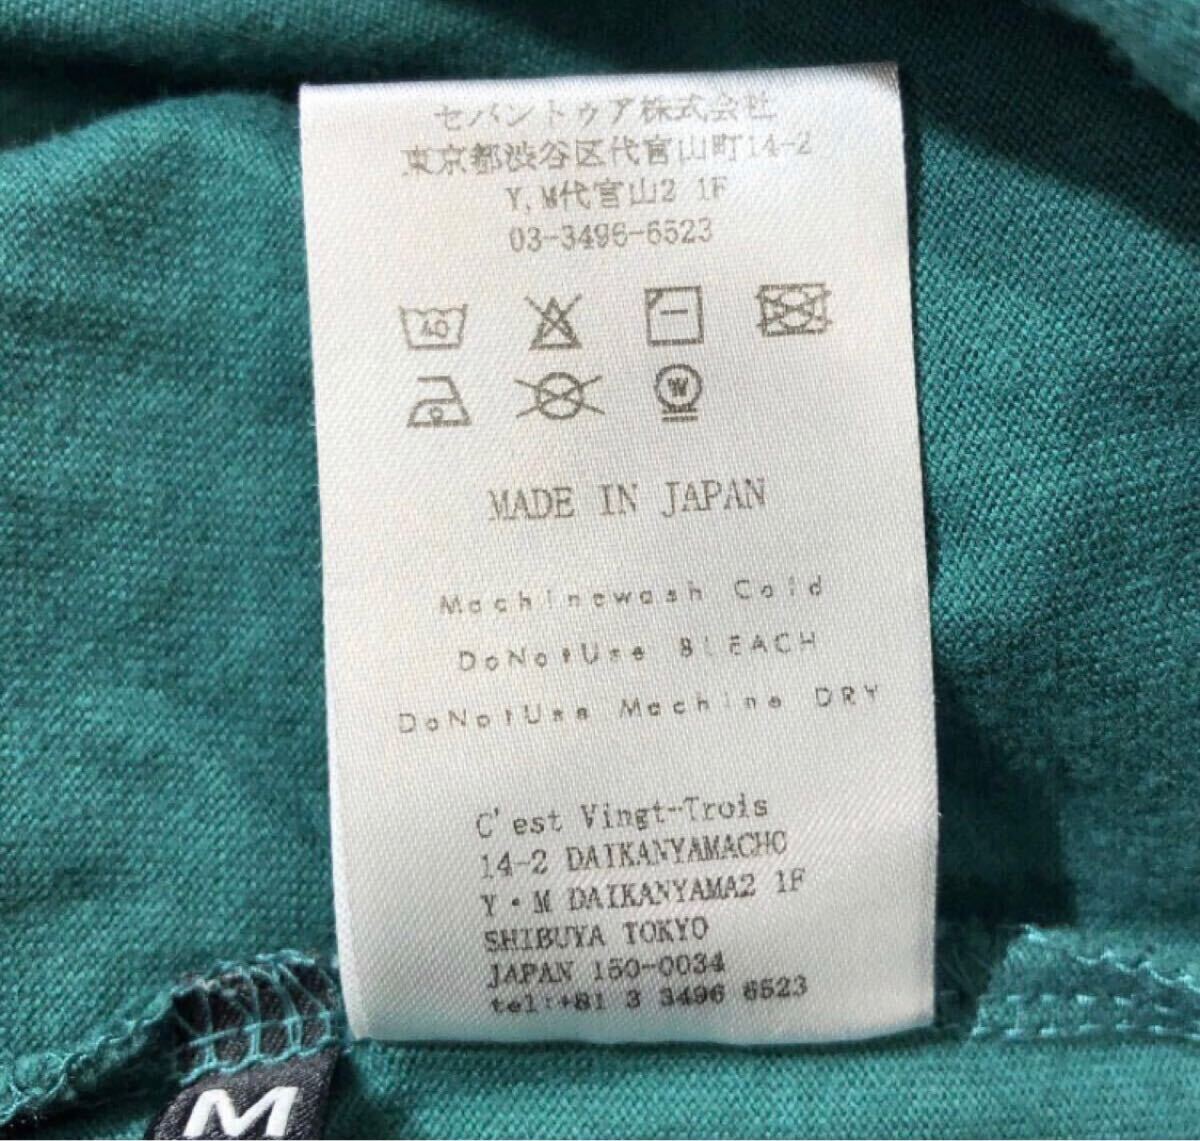 セバントゥア株式会社
東京都渋谷区代官山町14-2
Y,M代官山2 1F
03-3496-6523
40
W
MADE IN JAPAN
Machinewash Cold
DoNotUse BLEACH
DoNotUse Machine DRY
C'est Vingt-Trois
14-2 DAIKANYAMACHO
Y・M DAIKANYAMA2 1F
SHIBUYA TOKYO
JAPAN 150-0034
tel:+81 3 3496 6523
M